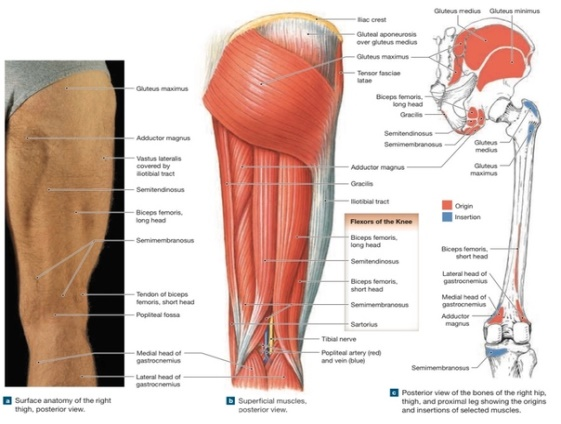 Gluteus maximus
Adductor magnus
Vastus lateralis
covered by
iliotibial tract
Semitendinosus
Biceps femoris,
long head
Semimembranosus
Tendon of biceps
femoris, short head
Popliteal fossa
Medial head of
gastrocnemius
Lateral head of
gastrocnemius
a Surface anatomy of the right
thigh, posterior view.
Iliac crest
Gluteal aponeurosis
over gluteus medius
Gluteus maximus
Tensor fasciae
latae
Adductor magnus
Gracilis
Iliotibial tract
Flexors of the Knee
Biceps femoris,
long head
Semitendinosus
Biceps femoris,
short head
Semimembranosus
Sartorius
Tibial nerve
Popliteal artery (red)
and vein (blue)
b Superficial muscles,
posterior view.
Gluteus medius
Gluteus minimus
Biceps femoris,
long head
Gracilis
Semitendinosus
Semimembranosus
Gluteus
medius
Gluteus
maximus
Origin
Insertion
Biceps femoris,
short head
Lateral head of
gastrocnemius
Medial head of
gastrocnemius
Adductor
magnus
Semimembranosus
c Posterior view of the bones of the right hip,
thigh, and proximal leg showing the origins
and insertions of selected muscles.